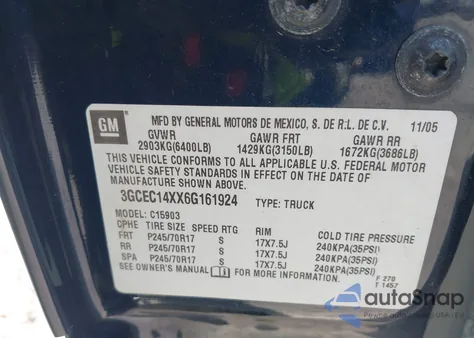 GM
MFD BY GENERAL MOTORS DE MEXICO, S. DE R.L. DE C.V. 11/05
GVWR GAWR FRT GAWR RR
2903KG(6400LB) 1429KG(3150LB) 1672KG(3686LB)
THIS VEHICLE CONFORMS TO ALL APPLICABLE U.S. FEDERAL MOTOR
VEHICLE SAFETY STANDARDS IN EFFECT ON THE DATE OF
MANUFACTURE SHOWN ABOVE.
3GCEC14XX6G161924 TYPE: TRUCK
MODEL: C15903
CPHE TIRE SIZE SPEED RTG RIM COLD TIRE PRESSURE
FRT P245/70R17 S 17X7.5J 240KPA(35PSI)
RR P245/70R17 S 17X7.5J 240KPA(35PSI)
SPA P245/70R17 S 17X7.5J 240KPA(35PSI)
SEE OWNER'S MANUAL FOR MORE INFORMATION.
F 270
T 1457
autoSnap